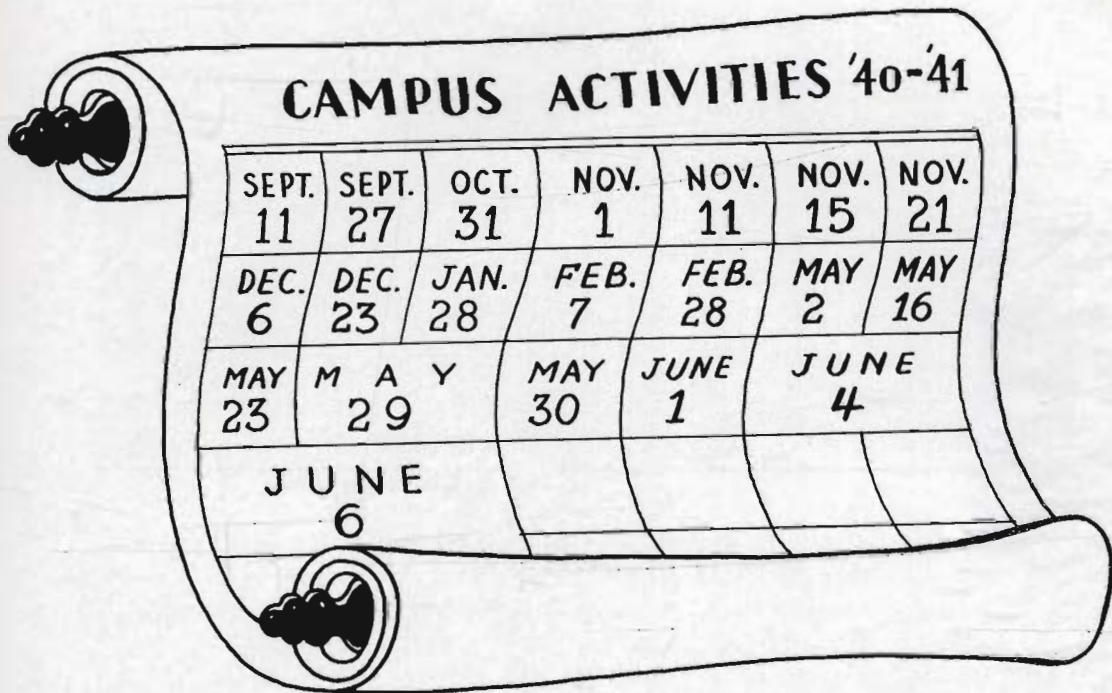 CAMPUS ACTIVITIES '40-'41
SEPT. SEPT. OCT. NOV. NOV. NOV. NOV.
11 27 31 1 11 15 21
DEC. DEC. JAN. FEB. FEB. MAY MAY
6 23 28 7 28 2 16
MAY MAY MAY JUNE JUNE
23 29 30 1 4
JUNE
6